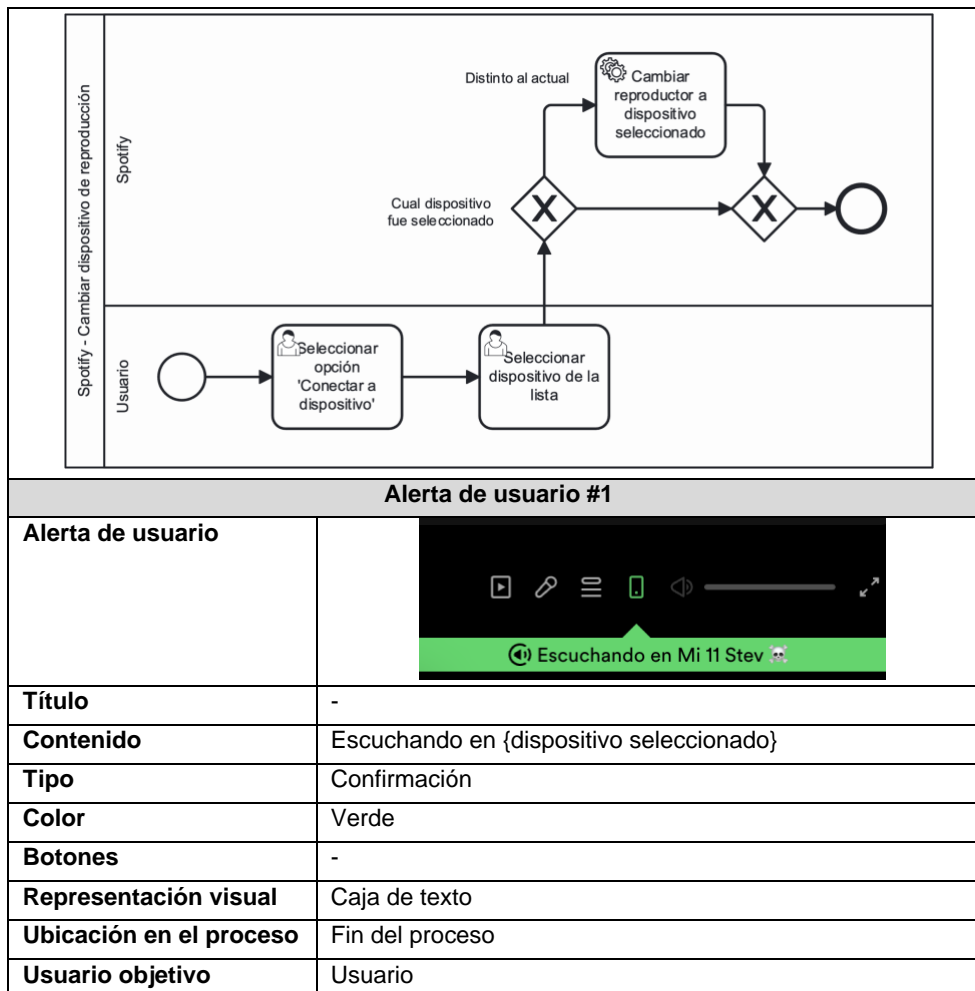 Spotify - Cambiar dispositivo de reproducción
Spotify
Distinto al actual
Cambiar
reproductor a
dispositivo
seleccionado
Cual dispositivo
fue seleccionado
Usuario
Seleccionar
opción
'Conectar a
dispositivo'
Seleccionar
dispositivo de la
lista
Alerta de usuario #1
Alerta de usuario
Escuchando en Mi 11 Stev ☠️
Título -
Contenido Escuchando en {dispositivo seleccionado}
Tipo Confirmación
Color Verde
Botones -
Representación visual Caja de texto
Ubicación en el proceso Fin del proceso
Usuario objetivo Usuario